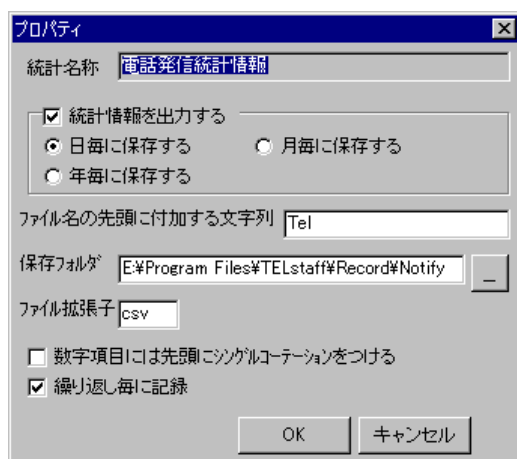 プロパティ
統計名称 電話発信統計情報
統計情報を出力する
日毎に保存する 月毎に保存する
年毎に保存する
ファイル名の先頭に付加する文字列 Tel
保存フォルダ E:¥Program Files¥TELstaff¥Record¥Notify _
ファイル拡張子 csv
数字項目には先頭にシングルコーテーションをつける
繰り返し毎に記録
OK キャンセル